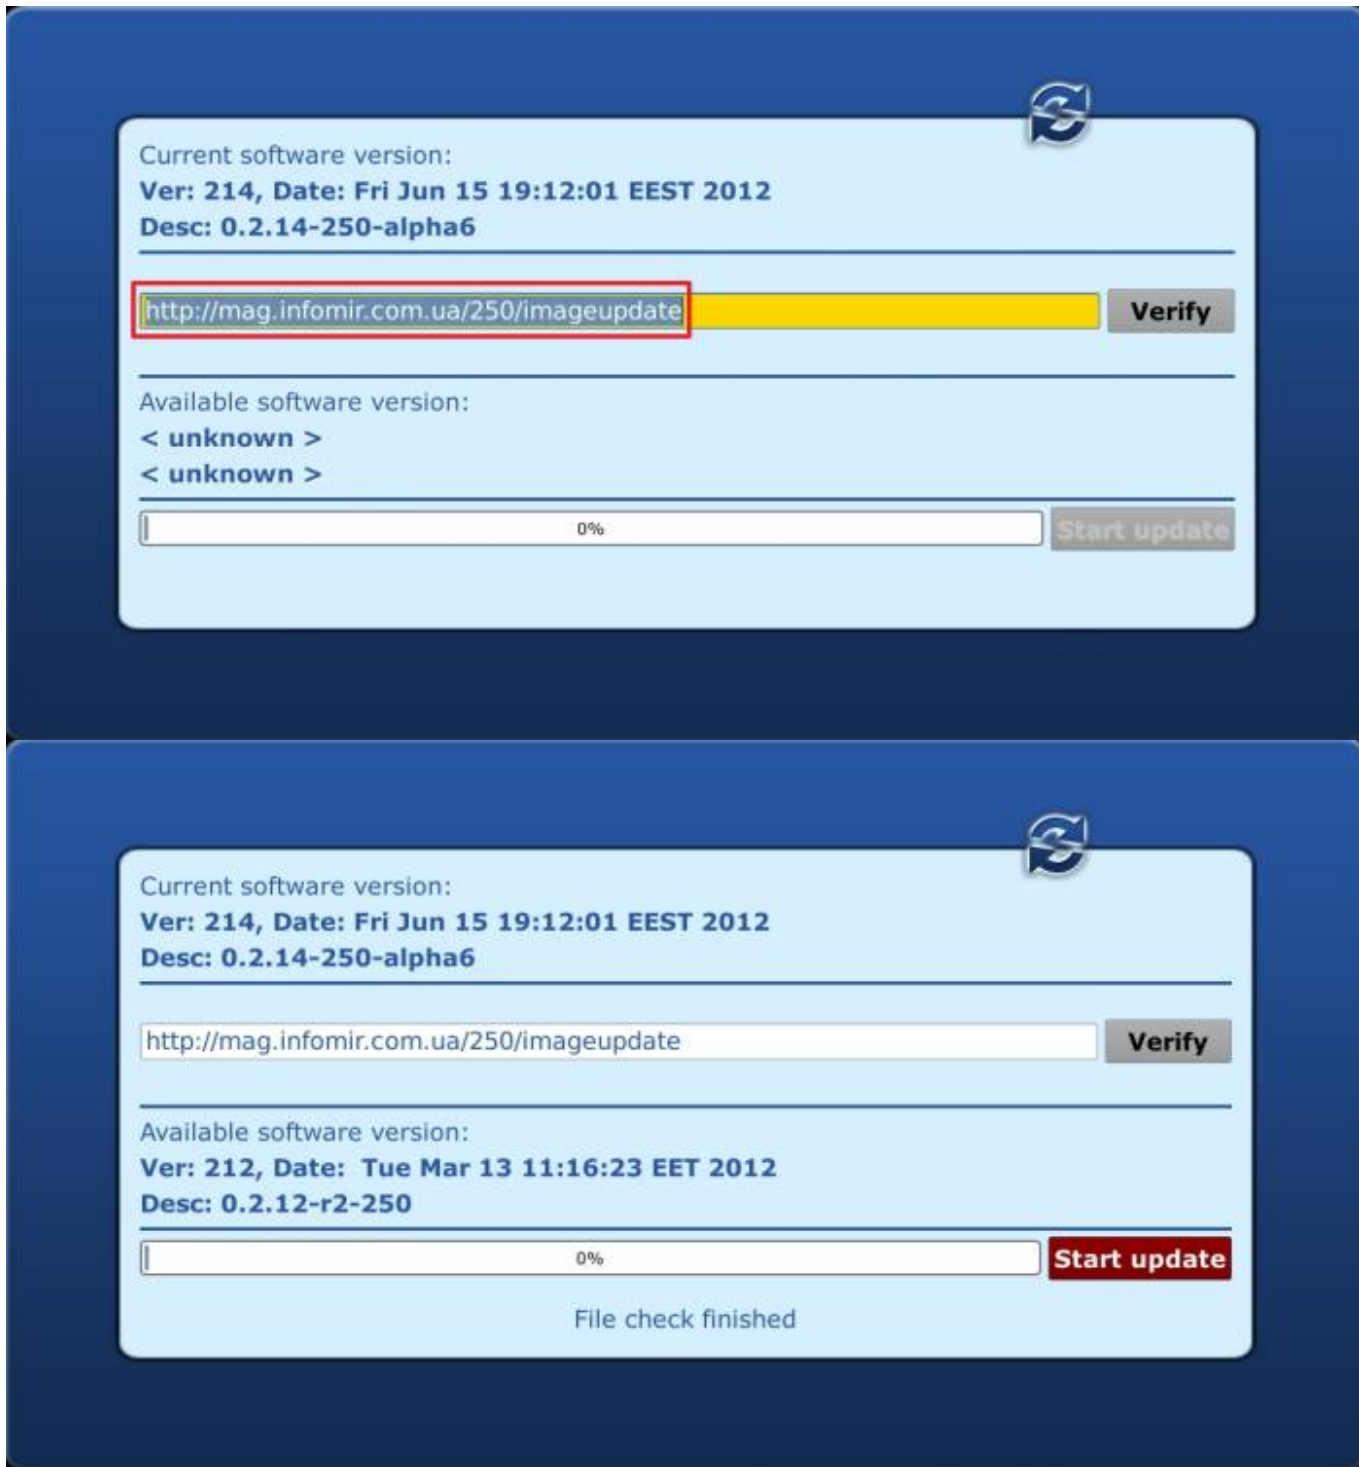 Current software version:
Ver: 214, Date: Fri Jun 15 19:12:01 EEST 2012
Desc: 0.2.14-250-alpha6
http://mag.infomir.com.ua/250/imageupdate Verify
Available software version:
< unknown >
< unknown >
0% Start update
Current software version:
Ver: 214, Date: Fri Jun 15 19:12:01 EEST 2012
Desc: 0.2.14-250-alpha6
http://mag.infomir.com.ua/250/imageupdate Verify
Available software version:
Ver: 212, Date:  Tue Mar 13 11:16:23 EET 2012
Desc: 0.2.12-r2-250
0% Start update
File check finished